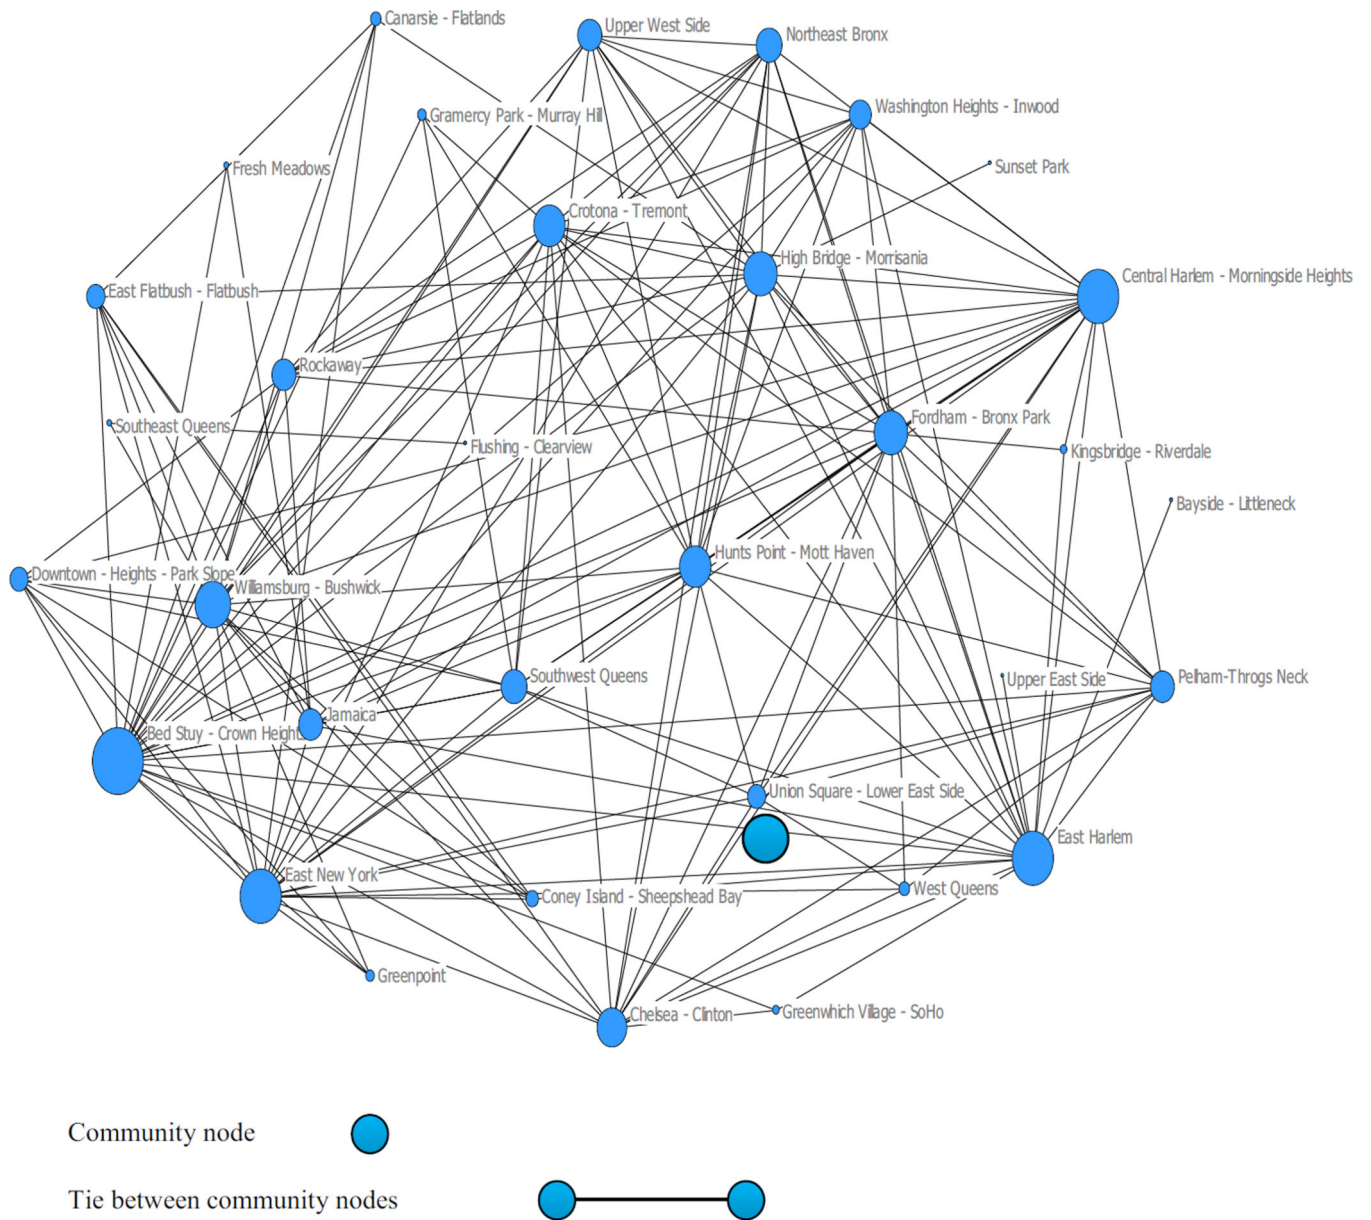 Canarsie - Flatlands
Upper West Side
Northeast Bronx
Gramercy Park - Murray Hill
Washington Heights - Inwood
Fresh Meadows
Sunset Park
Crotona - Tremont
High Bridge - Morrisania
Central Harlem - Morningside Heights
East Flatbush - Flatbush
Rockaway
Southeast Queens
Fordham - Bronx Park
Flushing - Clearview
Kingsbridge - Riverdale
Bayside - Littleneck
Hunts Point - Mott Haven
Downtown - Heights - Park Slope
Williamsburg - Bushwick
Southwest Queens
Upper East Side
Pelham-Throgs Neck
Jamaica
Bed Stuy - Crown Heights
Union Square - Lower East Side
East Harlem
East New York
West Queens
Coney Island - Sheepshead Bay
Greenpoint
Chelsea - Clinton
Greenwhich Village - SoHo
Community node
Tie between community nodes